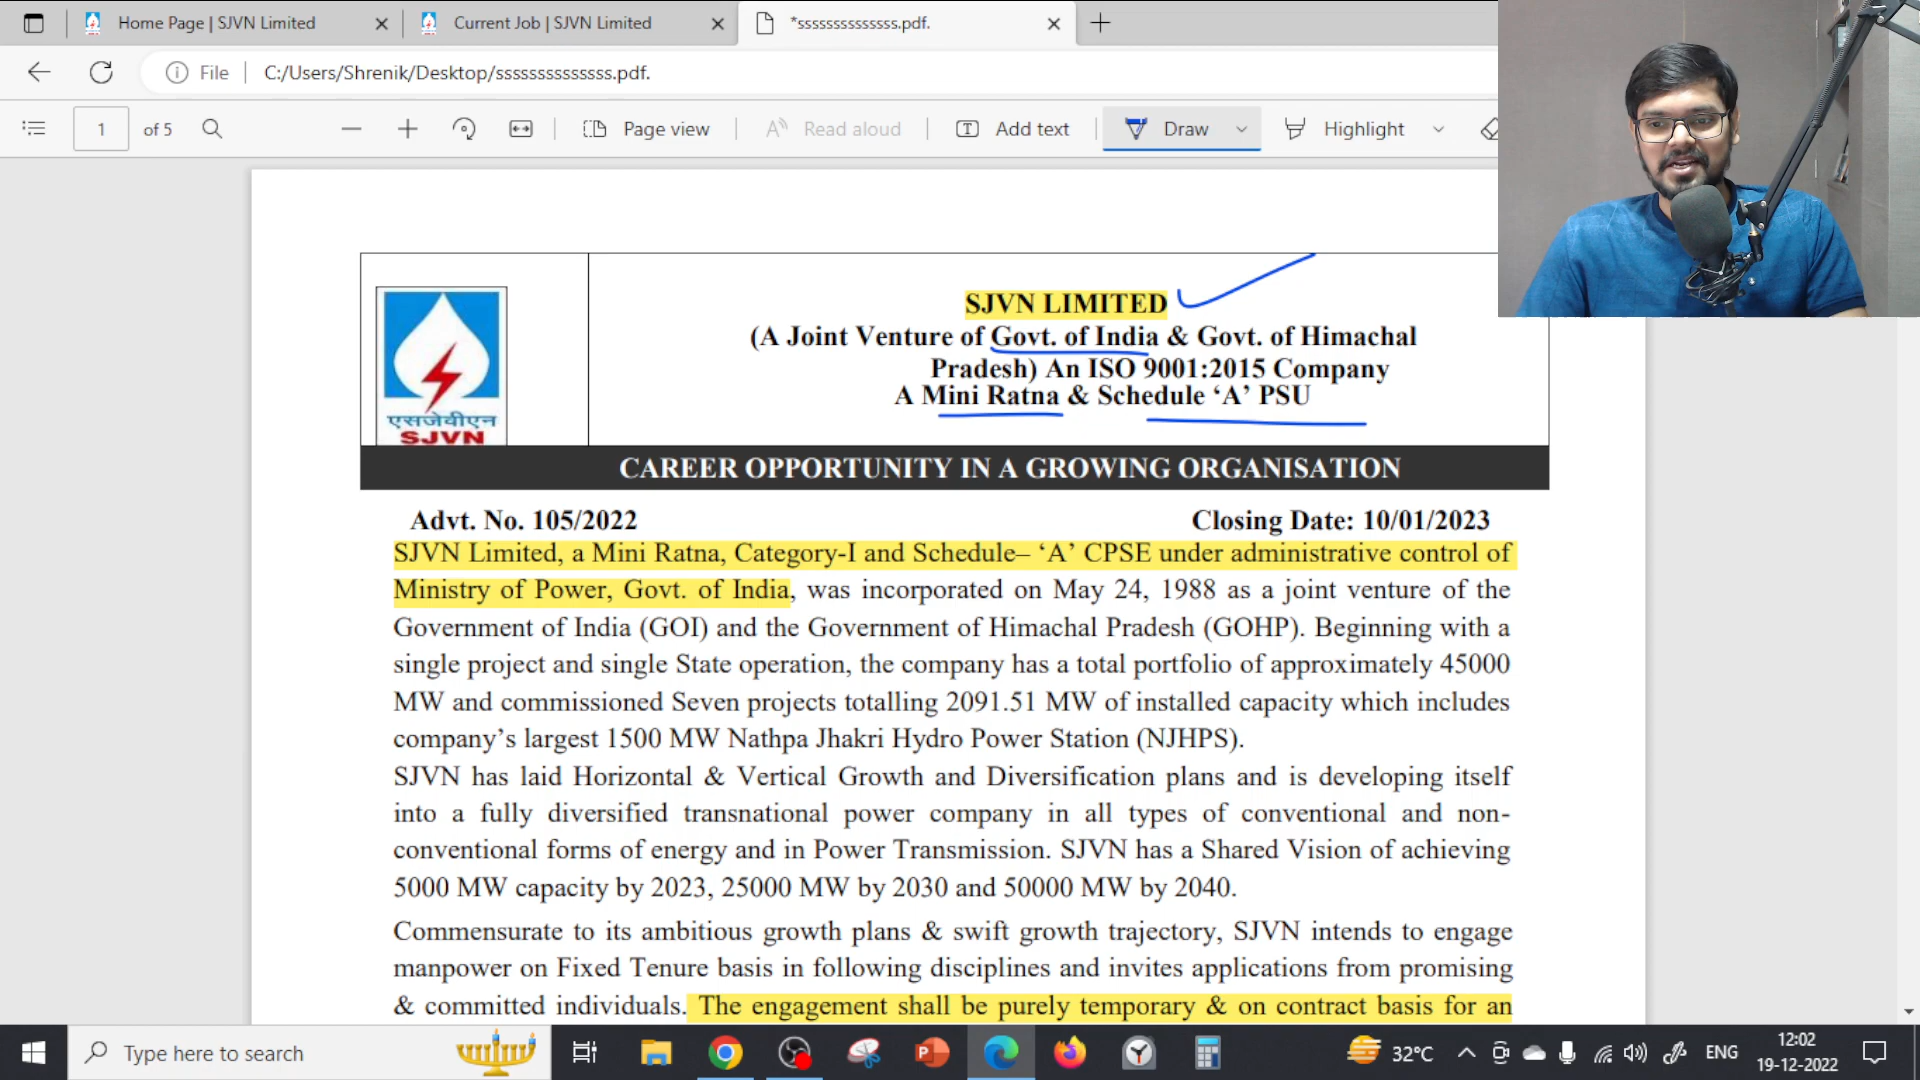 Home Page | SJVN Limited
Current Job | SJVN Limited
*ssssssssssssss.pdf.
File
C:/Users/Shrenik/Desktop/ssssssssssssss.pdf.
1 of 5
Page view
Read aloud
Add text
Draw
Highlight
एसजेवीएन
SJVN
SJVN LIMITED
(A Joint Venture of Govt. of India & Govt. of Himachal
Pradesh) An ISO 9001:2015 Company
A Mini Ratna & Schedule ‘A’ PSU
CAREER OPPORTUNITY IN A GROWING ORGANISATION
Advt. No. 105/2022 Closing Date: 10/01/2023
SJVN Limited, a Mini Ratna, Category-I and Schedule– ‘A’ CPSE under administrative control of
Ministry of Power, Govt. of India, was incorporated on May 24, 1988 as a joint venture of the
Government of India (GOI) and the Government of Himachal Pradesh (GOHP). Beginning with a
single project and single State operation, the company has a total portfolio of approximately 45000
MW and commissioned Seven projects totalling 2091.51 MW of installed capacity which includes
company’s largest 1500 MW Nathpa Jhakri Hydro Power Station (NJHPS).
SJVN has laid Horizontal & Vertical Growth and Diversification plans and is developing itself
into a fully diversified transnational power company in all types of conventional and non-
conventional forms of energy and in Power Transmission. SJVN has a Shared Vision of achieving
5000 MW capacity by 2023, 25000 MW by 2030 and 50000 MW by 2040.
Commensurate to its ambitious growth plans & swift growth trajectory, SJVN intends to engage
manpower on Fixed Tenure basis in following disciplines and invites applications from promising
& committed individuals. The engagement shall be purely temporary & on contract basis for an
Type here to search
32°C
ENG
12:02
19-12-2022